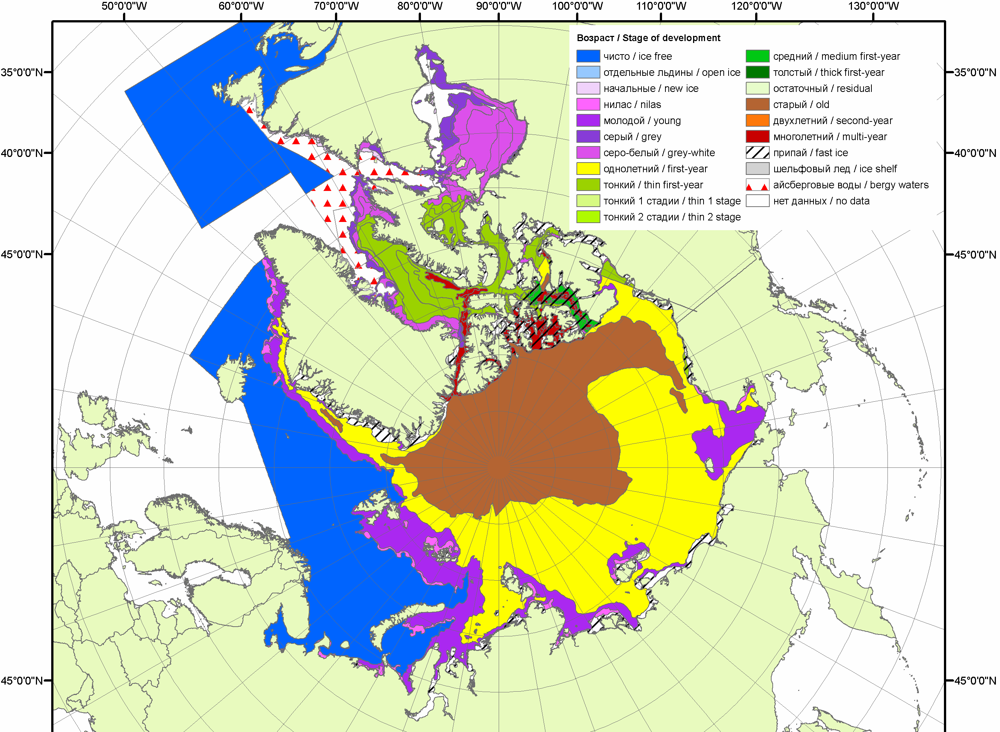 50°0'0"W 60°0'0"W 70°0'0"W 80°0'0"W 90°0'0"W 100°0'0"W 110°0'0"W 120°0'0"W 130°0'0"W
Возраст / Stage of development
чисто / ice free
отдельные льдины / open ice
начальные / new ice
нилас / nilas
молодой / young
серый / grey
серо-белый / grey-white
однолетний / first-year
тонкий / thin first-year
тонкий 1 стадии / thin 1 stage
тонкий 2 стадии / thin 2 stage
средний / medium first-year
толстый / thick first-year
остаточный / residual
старый / old
двухлетний / second-year
многолетний / multi-year
припай / fast ice
шельфовый лед / ice shelf
айсберговые воды / bergy waters
нет данных / no data
35°0'0"N 35°0'0"N
40°0'0"N 40°0'0"N
45°0'0"N 45°0'0"N
45°0'0"N 45°0'0"N